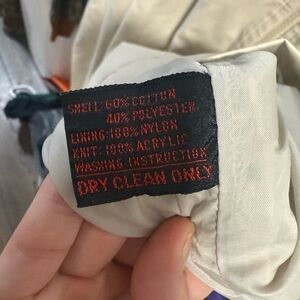 SHELL: 60% COTTON
40% POLYESTER
LINING: 100% NYLON
KNIT: 100% ACRYLIC
WASHING INSTRUCTION
DRY CLEAN ONLY